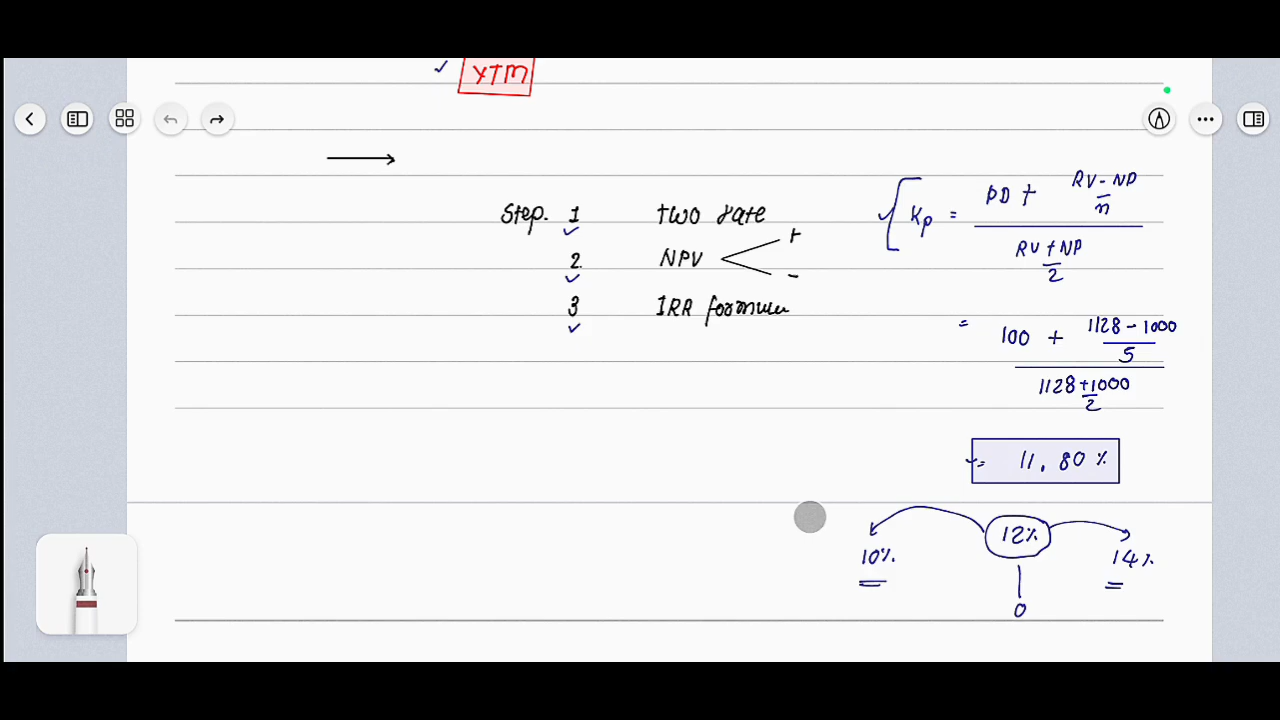 YTM
Step. 1 two rate
2. NPV + -
3 IRR formula
Kp = PD + RV - NP / n
RV + NP / 2
= 100 + 1128 - 1000 / 5
1128 + 1000 / 2
= 11.80 %
10%. 12% 14%
0